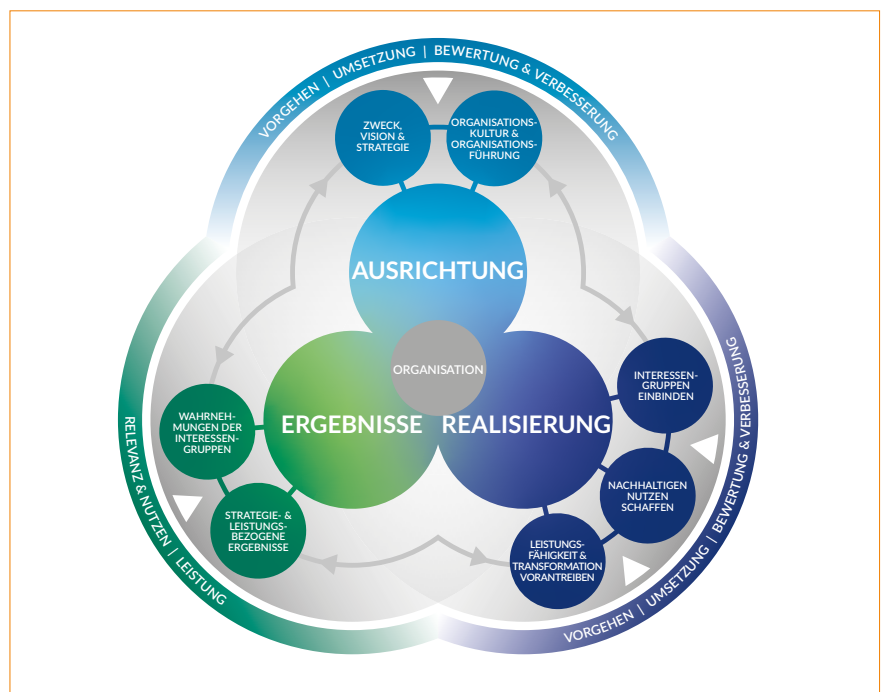 VORGEHEN | UMSETZUNG | BEWERTUNG & VERBESSERUNG
ZWECK,
VISION &
STRATEGIE
ORGANISATIONS-
KULTUR &
ORGANISATIONS-
FÜHRUNG
AUSRICHTUNG
ORGANISATION
ERGEBNISSE
REALISIERUNG
INTERESSEN-
GRUPPEN
EINBINDEN
NACHHALTIGEN
NUTZEN
SCHAFFEN
LEISTUNGS-
FÄHIGKEIT &
TRANSFORMATION
VORANTREIBEN
VORGEHEN | UMSETZUNG | BEWERTUNG & VERBESSERUNG
WAHRNEH-
MUNGEN DER
INTERESSEN-
GRUPPEN
STRATEGIE- &
LEISTUNGS-
BEZOGENE
ERGEBNISSE
RELEVANZ & NUTZEN | LEISTUNG